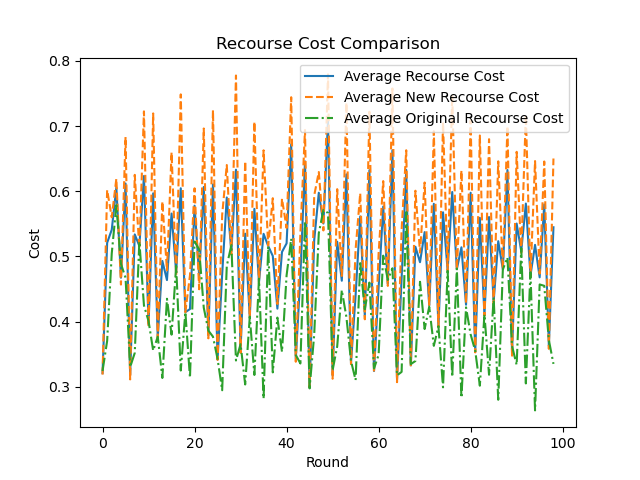 Recourse Cost Comparison
Average Recourse Cost
Average New Recourse Cost
Average Original Recourse Cost
Cost
0.8
0.7
0.6
0.5
0.4
0.3
0 20 40 60 80 100
Round